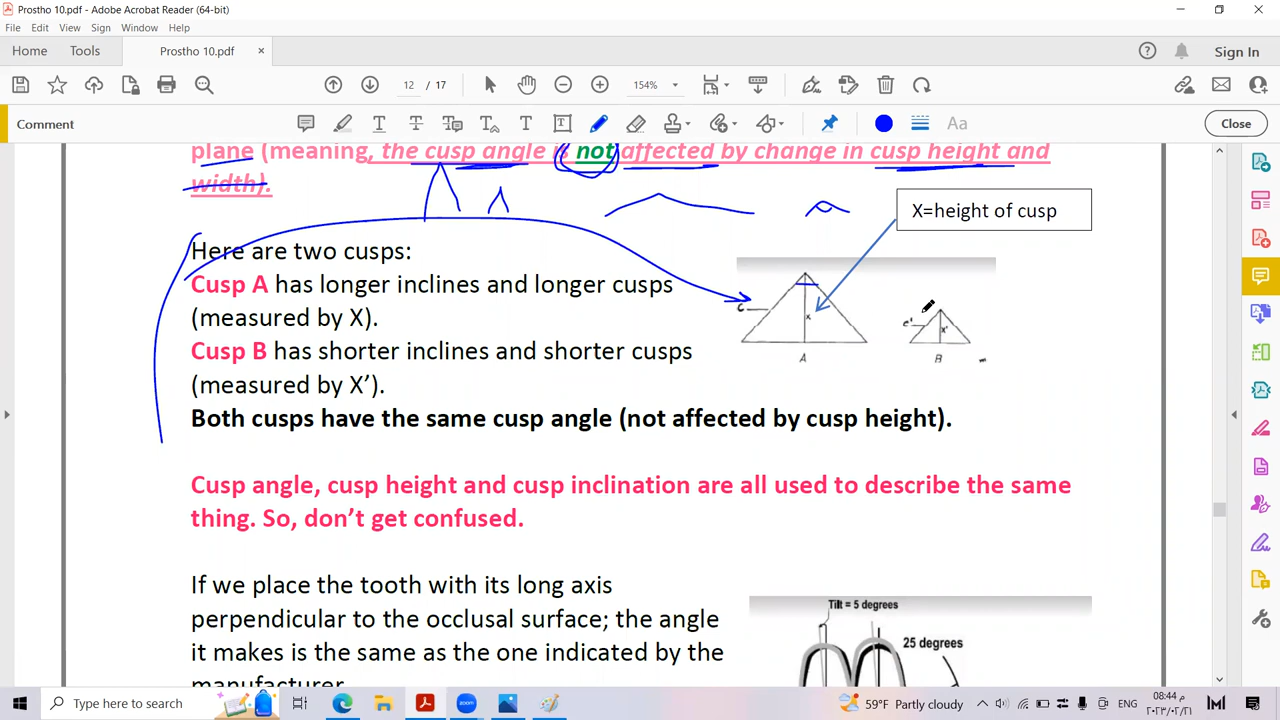 Prostho 10.pdf - Adobe Acrobat Reader (64-bit)
File Edit View Sign Window Help
Home Tools Prostho 10.pdf × Sign In
12 / 17 154%
Comment Aa Close
plane (meaning, the cusp angle is not affected by change in cusp height and
width).
X=height of cusp
Here are two cusps:
Cusp A has longer inclines and longer cusps
(measured by X).
Cusp B has shorter inclines and shorter cusps
(measured by X’).
Both cusps have the same cusp angle (not affected by cusp height).
C x A
C' x' B
Cusp angle, cusp height and cusp inclination are all used to describe the same
thing. So, don’t get confused.
If we place the tooth with its long axis
perpendicular to the occlusal surface; the angle
it makes is the same as the one indicated by the
manufacturer
Tilt = 5 degrees
25 degrees
Type here to search
59°F Partly cloudy
08:44 م
٢٠٢٣/٠٢/٢١